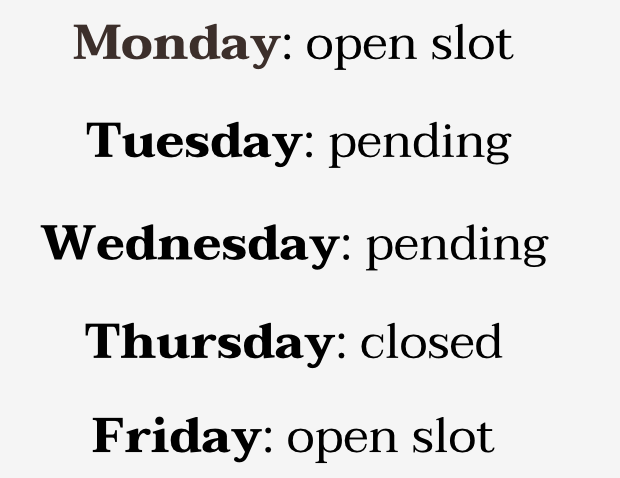 Monday: open slot
Tuesday: pending
Wednesday: pending
Thursday: closed
Friday: open slot